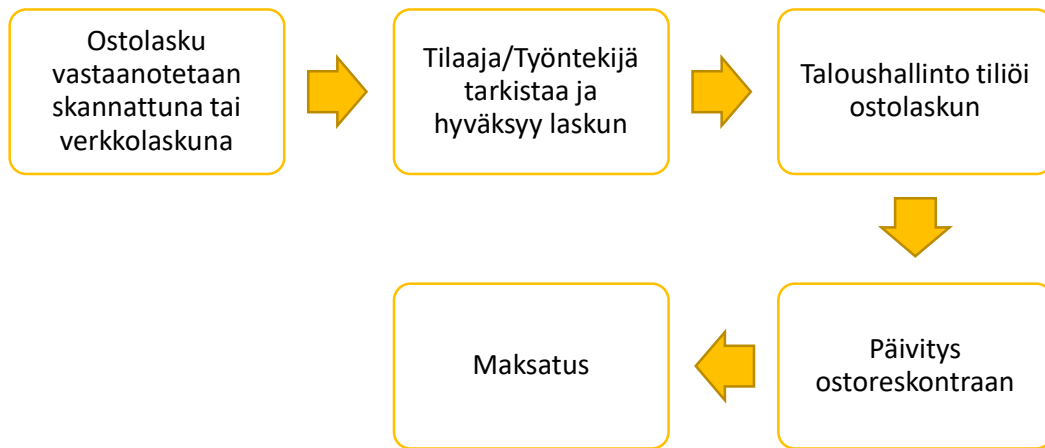 Ostolasku
vastaanotetaan
skannattuna tai
verkkolaskuna
Tilaaja/Työntekijä
tarkistaa ja
hyväksyy laskun
Taloushallinto tiliöi
ostolaskun
Päivitys
ostoreskontraan
Maksatus